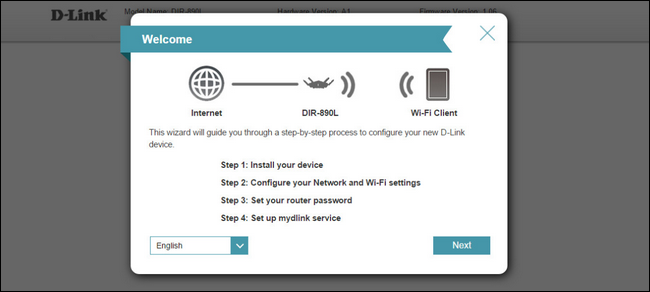 D-Link
Model Name: DIR-890L Hardware Version: A1 Firmware Version: 1.06
Welcome
Internet DIR-890L Wi-Fi Client
This wizard will guide you through a step-by-step process to configure your new D-Link
device.
Step 1: Install your device
Step 2: Configure your Network and Wi-Fi settings
Step 3: Set your router password
Step 4: Set up mydlink service
English Next